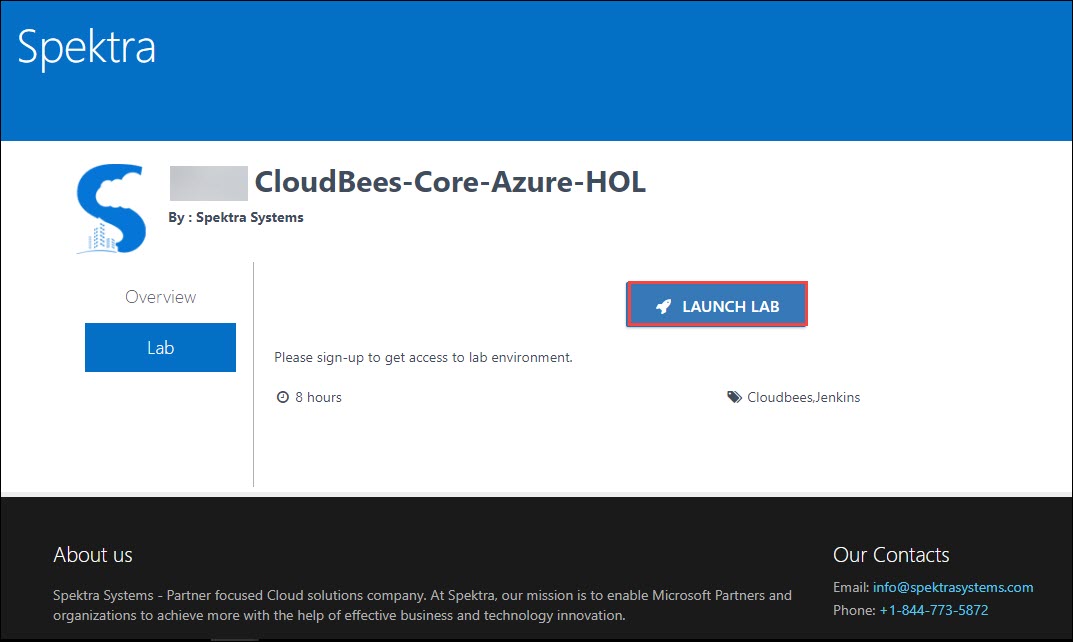 Spektra
CloudBees-Core-Azure-HOL
By : Spektra Systems
Overview
Lab
LAUNCH LAB
Please sign-up to get access to lab environment.
8 hours
Cloudbees,Jenkins
About us
Spektra Systems - Partner focused Cloud solutions company. At Spektra, our mission is to enable Microsoft Partners and
organizations to achieve more with the help of effective business and technology innovation.
Our Contacts
Email: info@spektrasystems.com
Phone: +1-844-773-5872